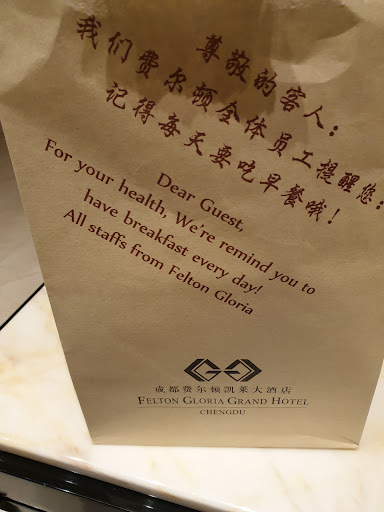 尊敬的客人：
我们费尔顿全体员工提醒您：
记得每天要吃早餐哦！
Dear Guest,
For your health, We're remind you to
have breakfast every day!
All staffs from Felton Gloria
成都费尔顿凯莱大酒店
FELTON GLORIA GRAND HOTEL
CHENGDU